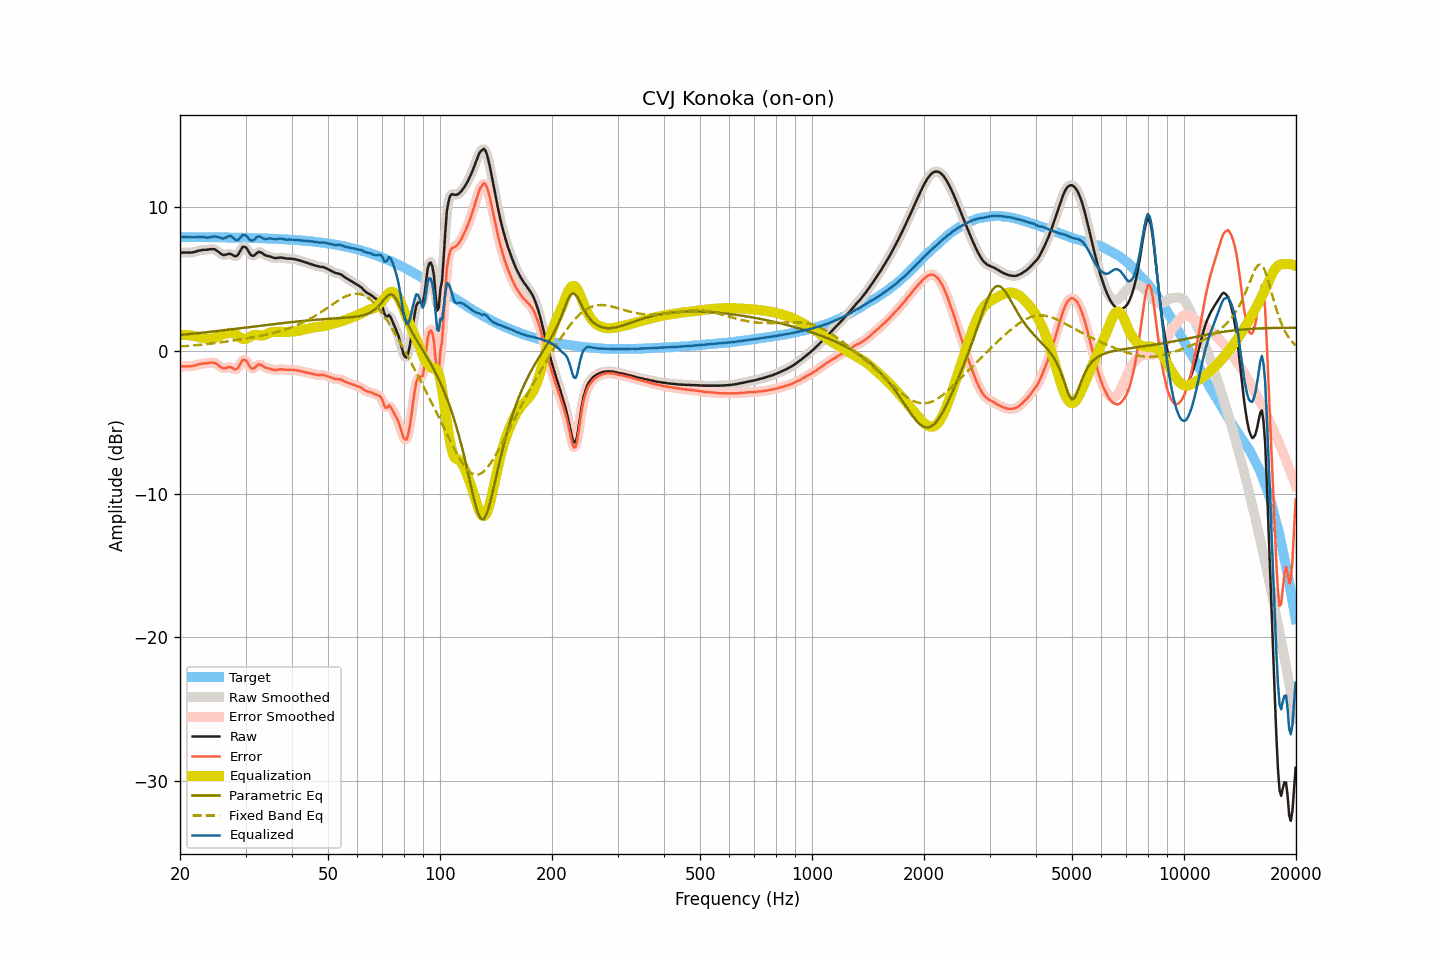 CVJ Konoka (on-on)
10
0
−10
−20
−30
Amplitude (dBr)
Target
Raw Smoothed
Error Smoothed
Raw
Error
Equalization
Parametric Eq
Fixed Band Eq
Equalized
20 50 100 200 500 1000 2000 5000 10000 20000
Frequency (Hz)